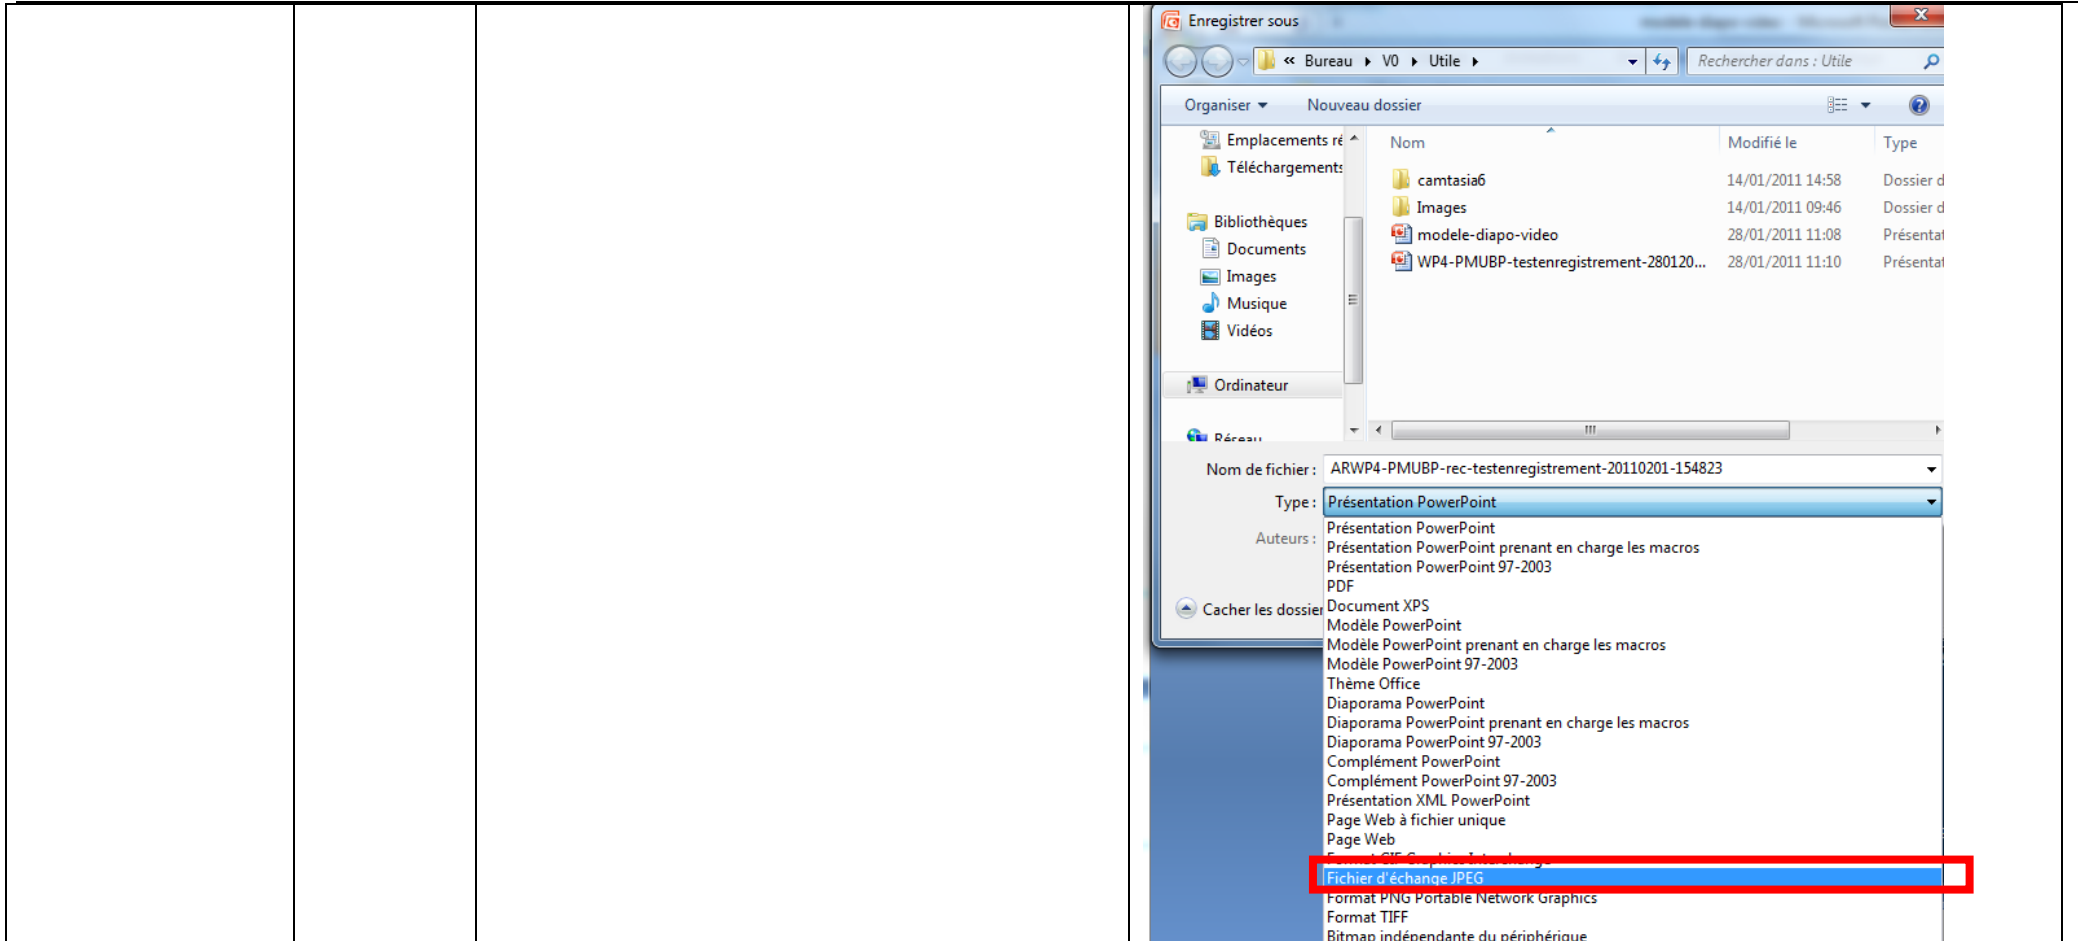 Enregistrer sous
« Bureau ▸ V0 ▸ Utile ▸
Rechercher dans : Utile
Organiser
Nouveau dossier
Emplacements ré
Téléchargements
Bibliothèques
Documents
Images
Musique
Vidéos
Ordinateur
Réseau
Nom Modifié le Type
camtasia6 14/01/2011 14:58 Dossier d
Images 14/01/2011 09:46 Dossier d
modele-diapo-video 28/01/2011 11:08 Présentat
WP4-PMUBP-testenregistrement-280120... 28/01/2011 11:10 Présentat
Nom de fichier : ARWP4-PMUBP-rec-testenregistrement-20110201-154823
Type : Présentation PowerPoint
Auteurs :
Cacher les dossier
Présentation PowerPoint
Présentation PowerPoint prenant en charge les macros
Présentation PowerPoint 97-2003
PDF
Document XPS
Modèle PowerPoint
Modèle PowerPoint prenant en charge les macros
Modèle PowerPoint 97-2003
Thème Office
Diaporama PowerPoint
Diaporama PowerPoint prenant en charge les macros
Diaporama PowerPoint 97-2003
Complément PowerPoint
Complément PowerPoint 97-2003
Présentation XML PowerPoint
Page Web à fichier unique
Page Web
Format GIF Graphics Interchange
Fichier d'échange JPEG
Format PNG Portable Network Graphics
Format TIFF
Bitmap indépendante du périphérique